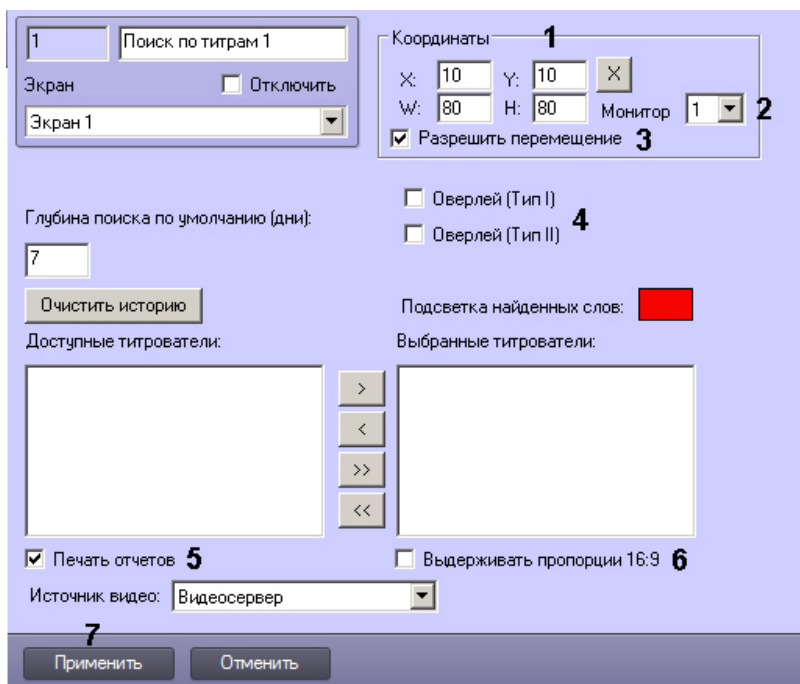 1 Поиск по титрам 1
Экран Отключить
Экран 1
Координаты 1
X: 10 Y: 10 X
W: 80 H: 80 Монитор 1 2
Разрешить перемещение 3
Оверлей (Тип I)
Оверлей (Тип II) 4
Глубина поиска по умолчанию (дни):
7
Очистить историю Подсветка найденных слов:
Доступные титрователи: Выбранные титрователи:
>
<
>>
<<
Печать отчетов 5 Выдерживать пропорции 16:9 6
Источник видео: Видеосервер
7
Применить Отменить